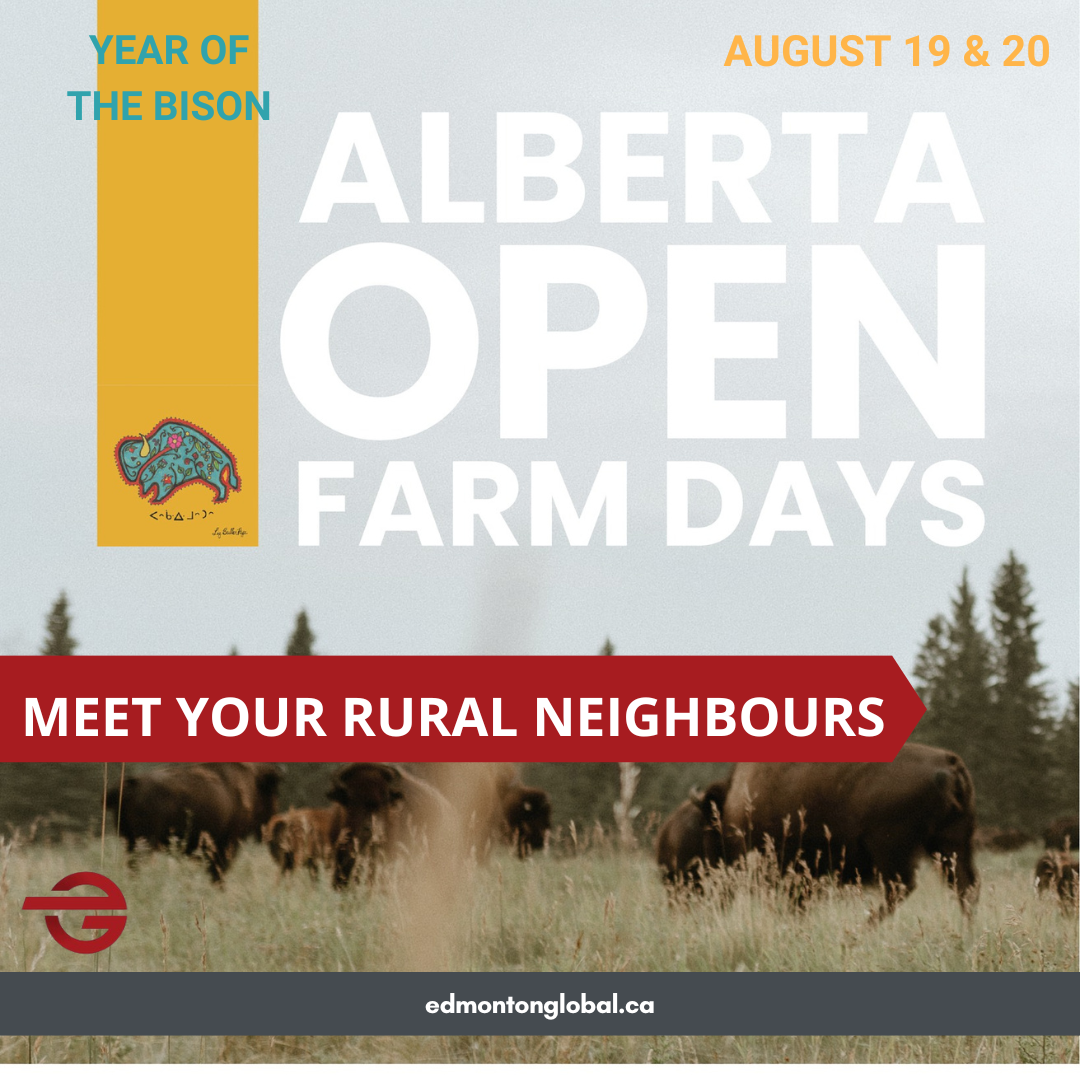 YEAR OF
THE BISON
AUGUST 19 & 20
ALBERTA
OPEN
FARM DAYS
MEET YOUR RURAL NEIGHBOURS
edmontonglobal.ca